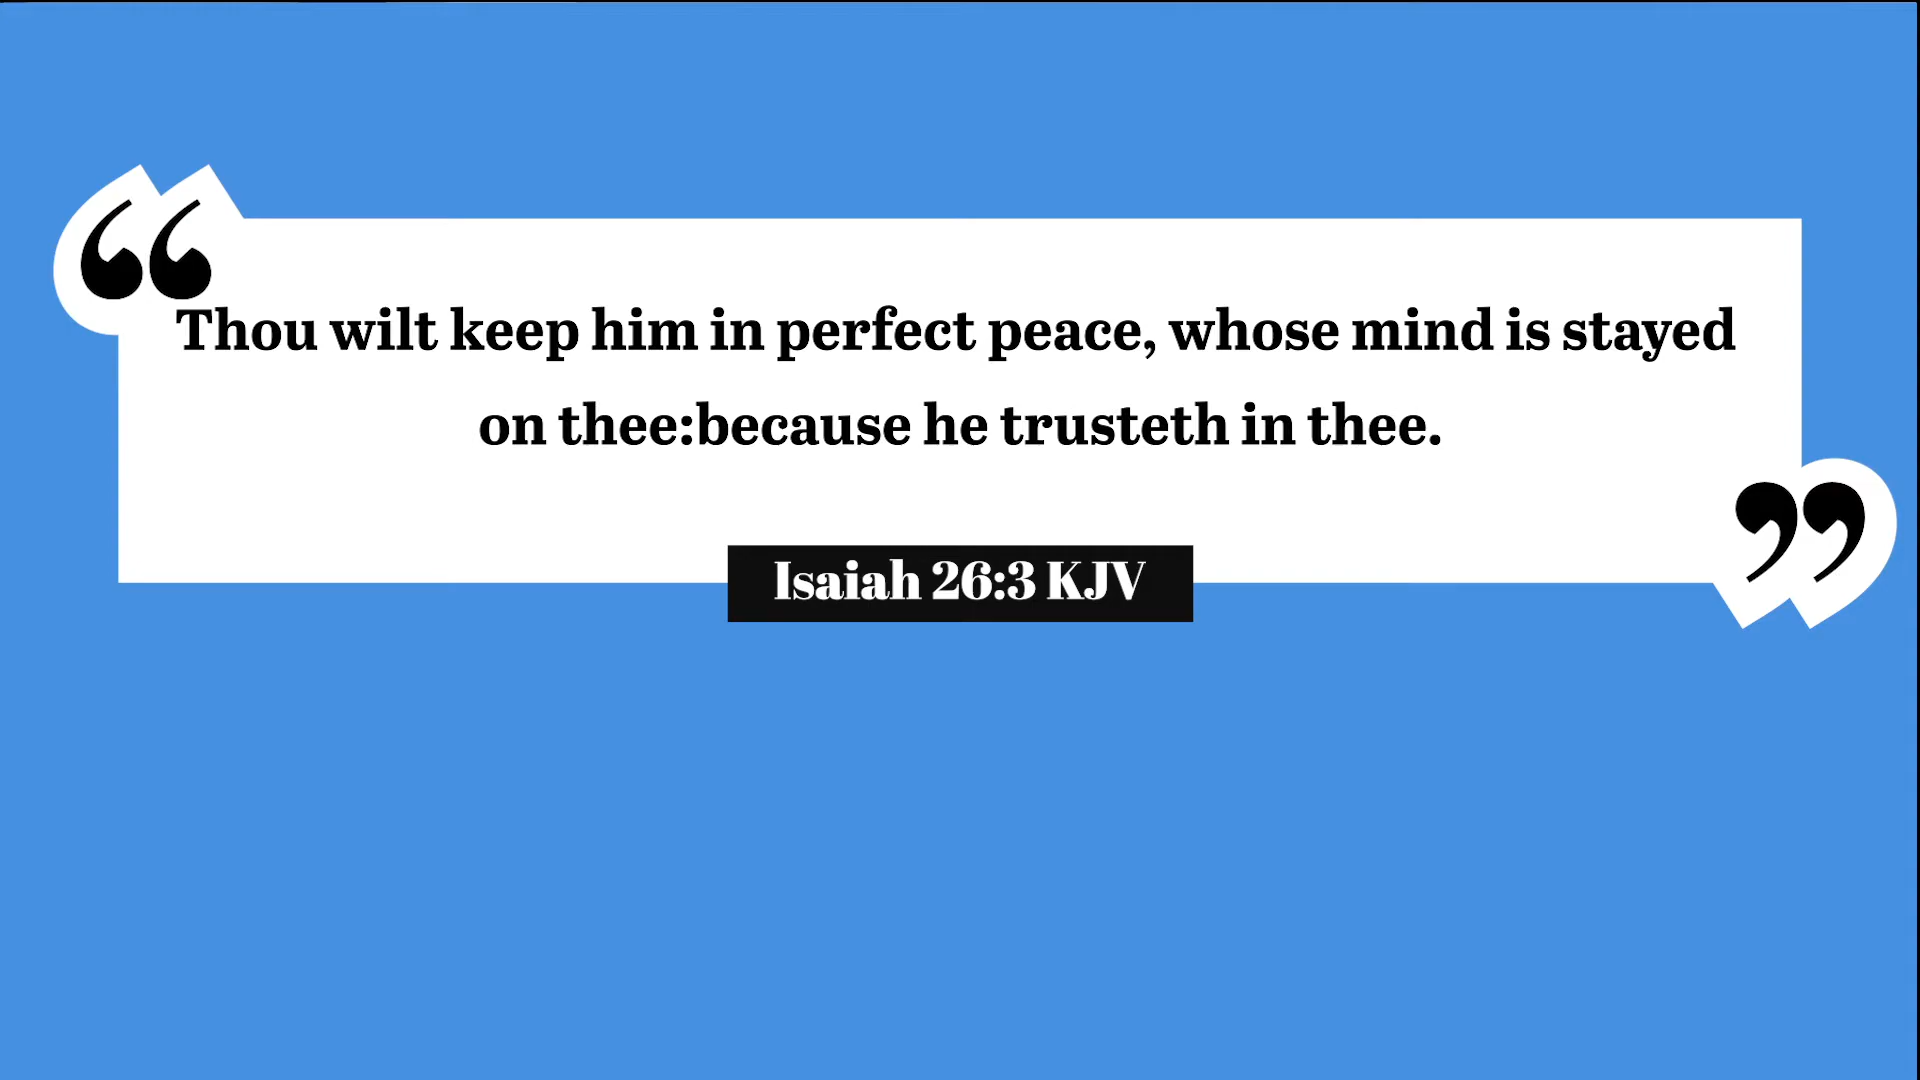 Thou wilt keep him in perfect peace, whose mind is stayed
on thee:because he trusteth in thee.
Isaiah 26:3 KJV